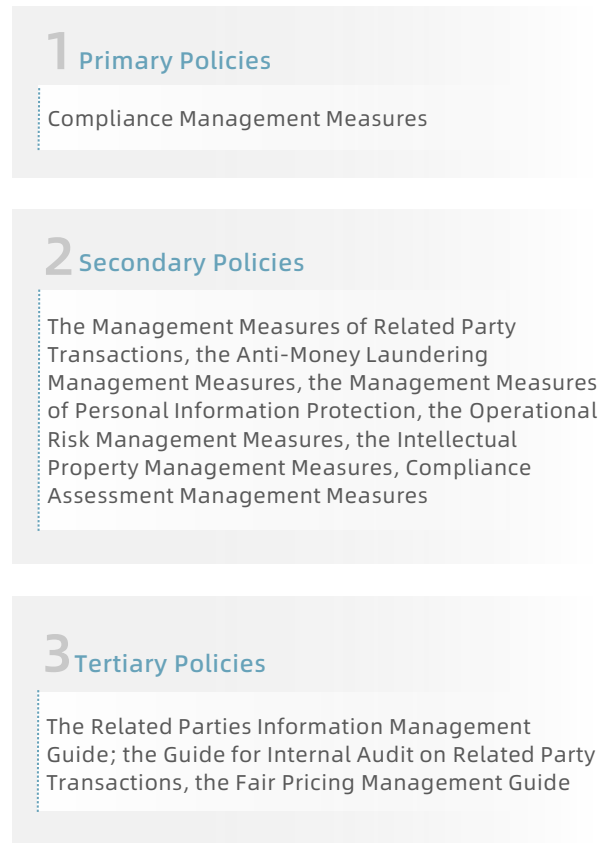 1 Primary Policies
Compliance Management Measures
2 Secondary Policies
The Management Measures of Related Party
Transactions, the Anti-Money Laundering
Management Measures, the Management Measures
of Personal Information Protection, the Operational
Risk Management Measures, the Intellectual
Property Management Measures, Compliance
Assessment Management Measures
3 Tertiary Policies
The Related Parties Information Management
Guide; the Guide for Internal Audit on Related Party
Transactions, the Fair Pricing Management Guide